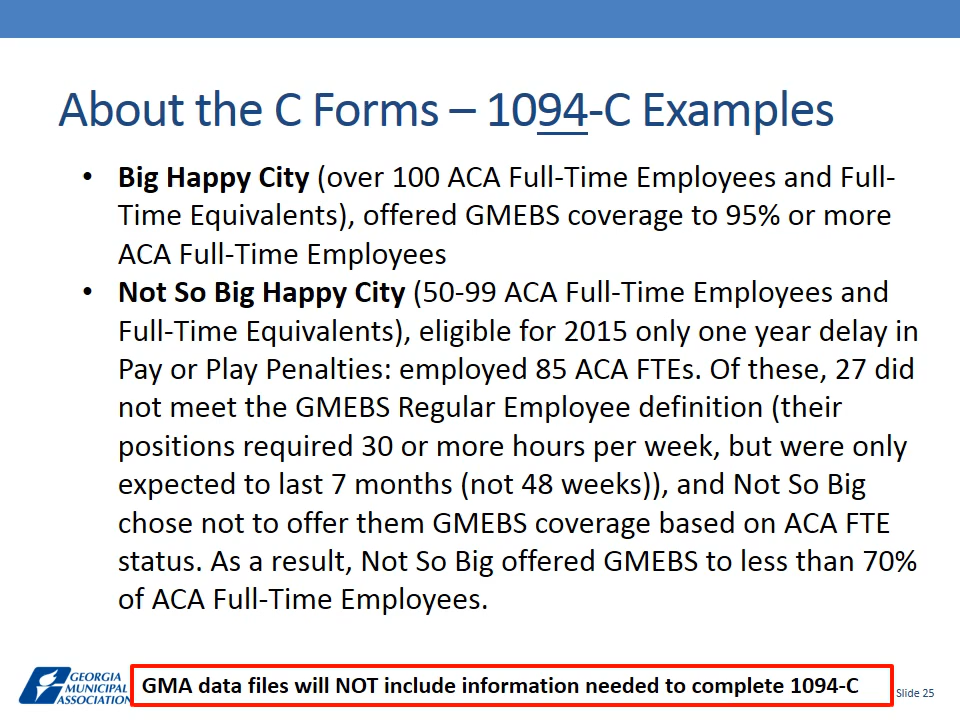 About the C Forms – 1094-C Examples
• Big Happy City (over 100 ACA Full-Time Employees and Full-
Time Equivalents), offered GMEBS coverage to 95% or more
ACA Full-Time Employees
• Not So Big Happy City (50-99 ACA Full-Time Employees and
Full-Time Equivalents), eligible for 2015 only one year delay in
Pay or Play Penalties: employed 85 ACA FTEs. Of these, 27 did
not meet the GMEBS Regular Employee definition (their
positions required 30 or more hours per week, but were only
expected to last 7 months (not 48 weeks)), and Not So Big
chose not to offer them GMEBS coverage based on ACA FTE
status. As a result, Not So Big offered GMEBS to less than 70%
of ACA Full-Time Employees.
GEORGIA
MUNICIPAL
ASSOCIATION
GMA data files will NOT include information needed to complete 1094-C
Slide 25